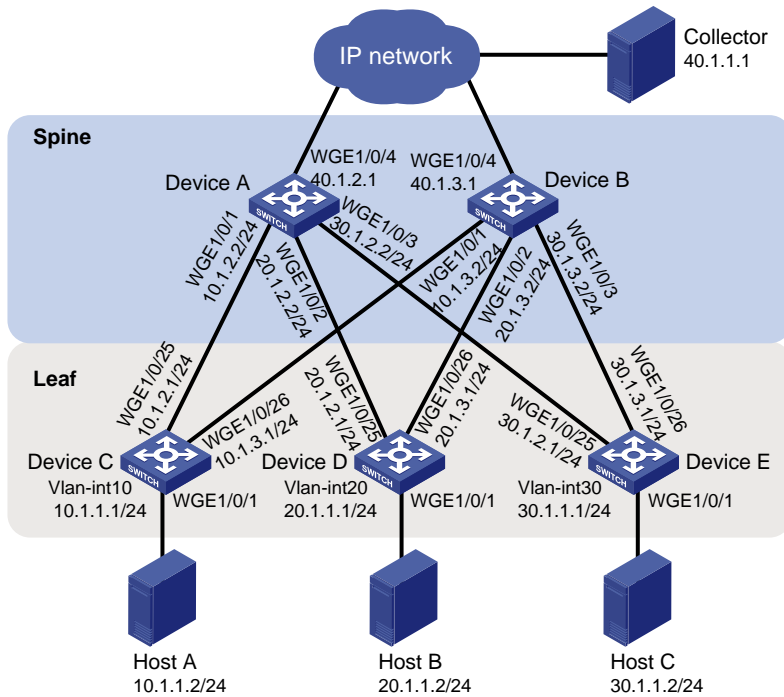 IP network
Collector
40.1.1.1
Spine
WGE1/0/4
40.1.2.1
WGE1/0/4
40.1.3.1
Device A
Device B
SWITCH
SWITCH
WGE1/0/1
10.1.2.2/24
WGE1/0/2
20.1.2.2/24
WGE1/0/3
30.1.2.2/24
WGE1/0/1
10.1.3.2/24
WGE1/0/2
20.1.3.2/24
WGE1/0/3
30.1.3.2/24
Leaf
WGE1/0/25
10.1.2.1/24
WGE1/0/26
10.1.3.1/24
WGE1/0/25
20.1.2.1/24
WGE1/0/26
20.1.3.1/24
WGE1/0/25
30.1.2.1/24
WGE1/0/26
30.1.3.1/24
Device C
SWITCH
Vlan-int10
10.1.1.1/24
WGE1/0/1
Device D
SWITCH
Vlan-int20
20.1.1.1/24
WGE1/0/1
Device E
SWITCH
Vlan-int30
30.1.1.1/24
WGE1/0/1
Host A
10.1.1.2/24
Host B
20.1.1.2/24
Host C
30.1.1.2/24